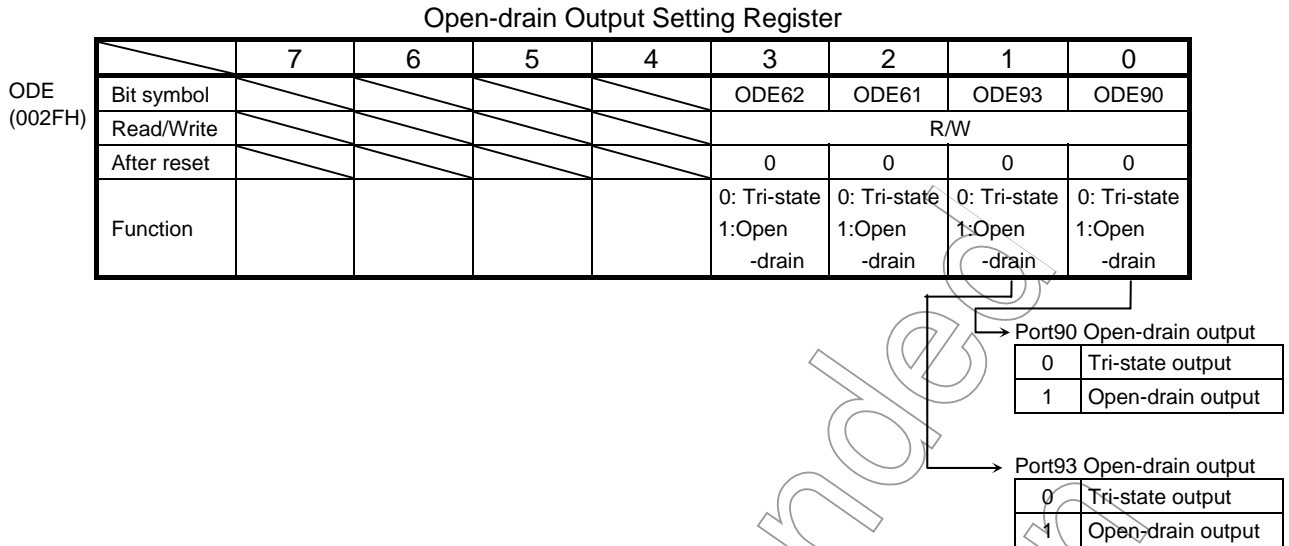 Open-drain Output Setting Register
7 6 5 4 3 2 1 0
ODE
(002FH)
Bit symbol ODE62 ODE61 ODE93 ODE90
Read/Write R/W
After reset 0 0 0 0
Function
0: Tri-state 0: Tri-state 0: Tri-state 0: Tri-state
1:Open 1:Open 1:Open 1:Open
-drain -drain -drain -drain
Port90 Open-drain output
0 Tri-state output
1 Open-drain output
Port93 Open-drain output
0 Tri-state output
1 Open-drain output